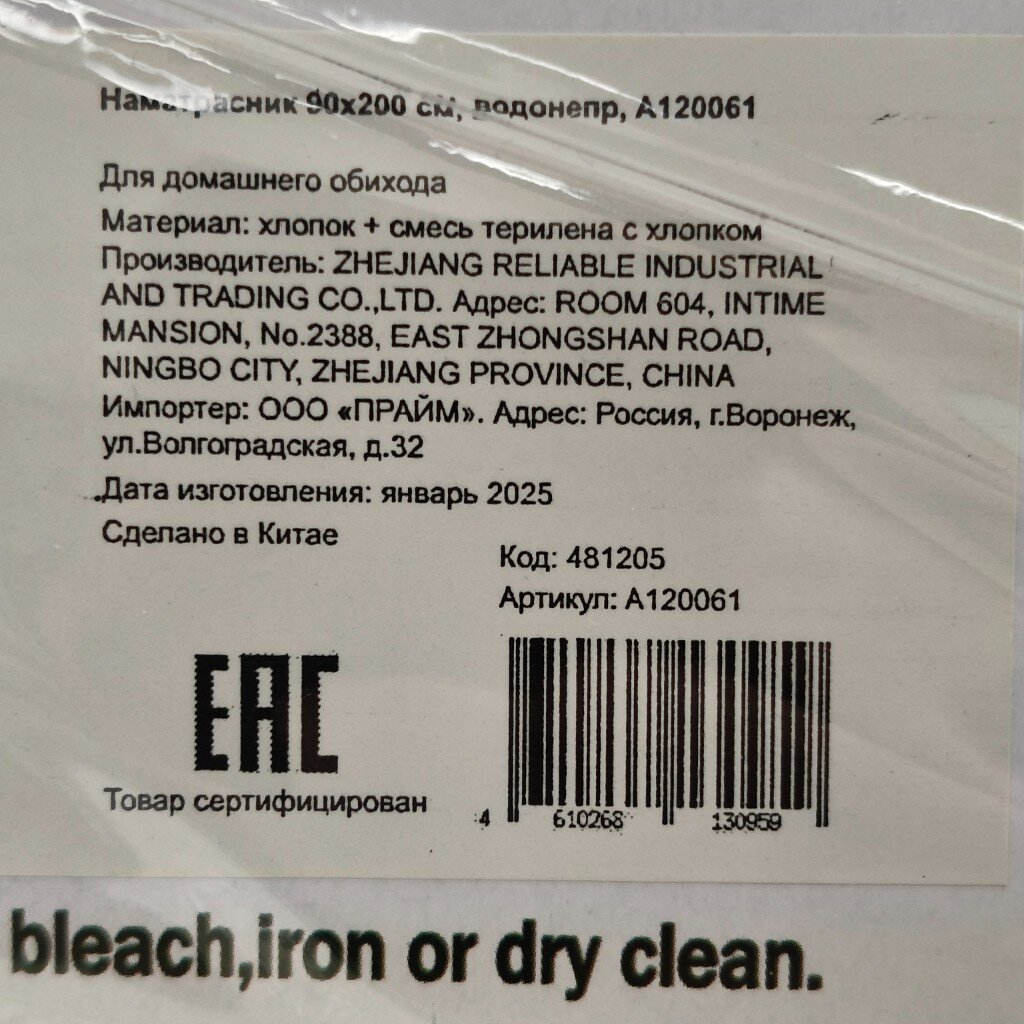 Наматрасник 90х200 см, водонепр, А120061
Для домашнего обихода
Материал: хлопок + смесь терилена с хлопком
Производитель: ZHEJIANG RELIABLE INDUSTRIAL
AND TRADING CO.,LTD. Адрес: ROOM 604, INTIME
MANSION, No.2388, EAST ZHONGSHAN ROAD,
NINGBO CITY, ZHEJIANG PROVINCE, CHINA
Импортер: ООО «ПРАЙМ». Адрес: Россия, г.Воронеж,
ул.Волгоградская, д.32
Дата изготовления: январь 2025
Сделано в Китае
Код: 481205
Артикул: А120061
EAC
Товар сертифицирован
4 610268 130959
bleach,iron or dry clean.